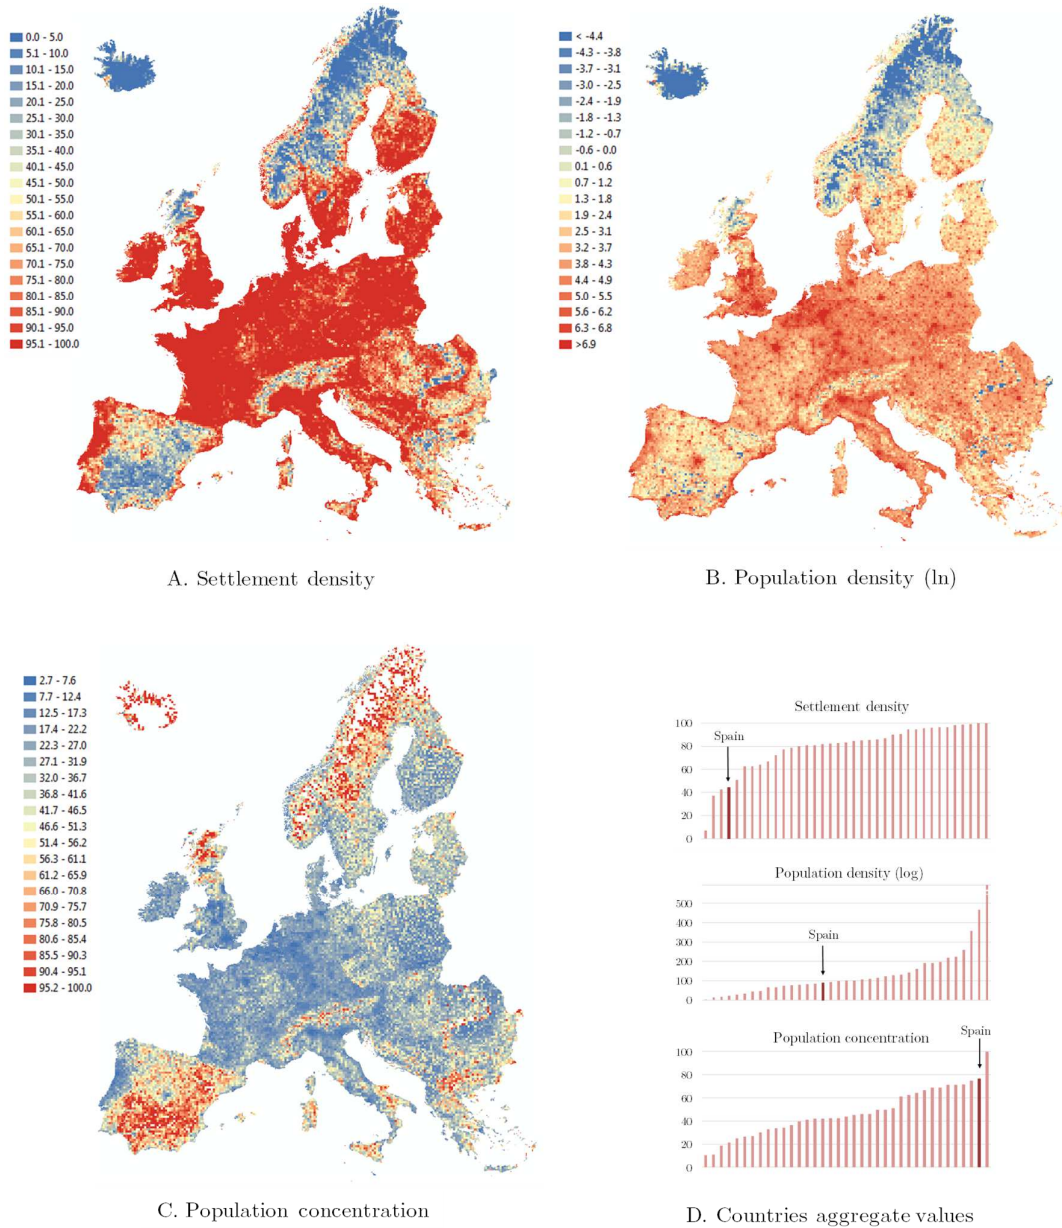 0.0 - 5.0
5.1 - 10.0
10.1 - 15.0
15.1 - 20.0
20.1 - 25.0
25.1 - 30.0
30.1 - 35.0
35.1 - 40.0
40.1 - 45.0
45.1 - 50.0
50.1 - 55.0
55.1 - 60.0
60.1 - 65.0
65.1 - 70.0
70.1 - 75.0
75.1 - 80.0
80.1 - 85.0
85.1 - 90.0
90.1 - 95.0
95.1 - 100.0
A. Settlement density
< -4.4
-4.3 - -3.8
-3.7 - -3.1
-3.0 - -2.5
-2.4 - -1.9
-1.8 - -1.3
-1.2 - -0.7
-0.6 - 0.0
0.1 - 0.6
0.7 - 1.2
1.3 - 1.8
1.9 - 2.4
2.5 - 3.1
3.2 - 3.7
3.8 - 4.3
4.4 - 4.9
5.0 - 5.5
5.6 - 6.2
6.3 - 6.8
>6.9
B. Population density (ln)
2.7 - 7.6
7.7 - 12.4
12.5 - 17.3
17.4 - 22.2
22.3 - 27.0
27.1 - 31.9
32.0 - 36.7
36.8 - 41.6
41.7 - 46.5
46.6 - 51.3
51.4 - 56.2
56.3 - 61.1
61.2 - 65.9
66.0 - 70.8
70.9 - 75.7
75.8 - 80.5
80.6 - 85.4
85.5 - 90.3
90.4 - 95.1
95.2 - 100.0
C. Population concentration
Settlement density
100
80
60
40
20
0
Spain
Population density (log)
500
400
300
200
100
0
Spain
Population concentration
Spain
100
80
60
40
20
0
D. Countries aggregate values